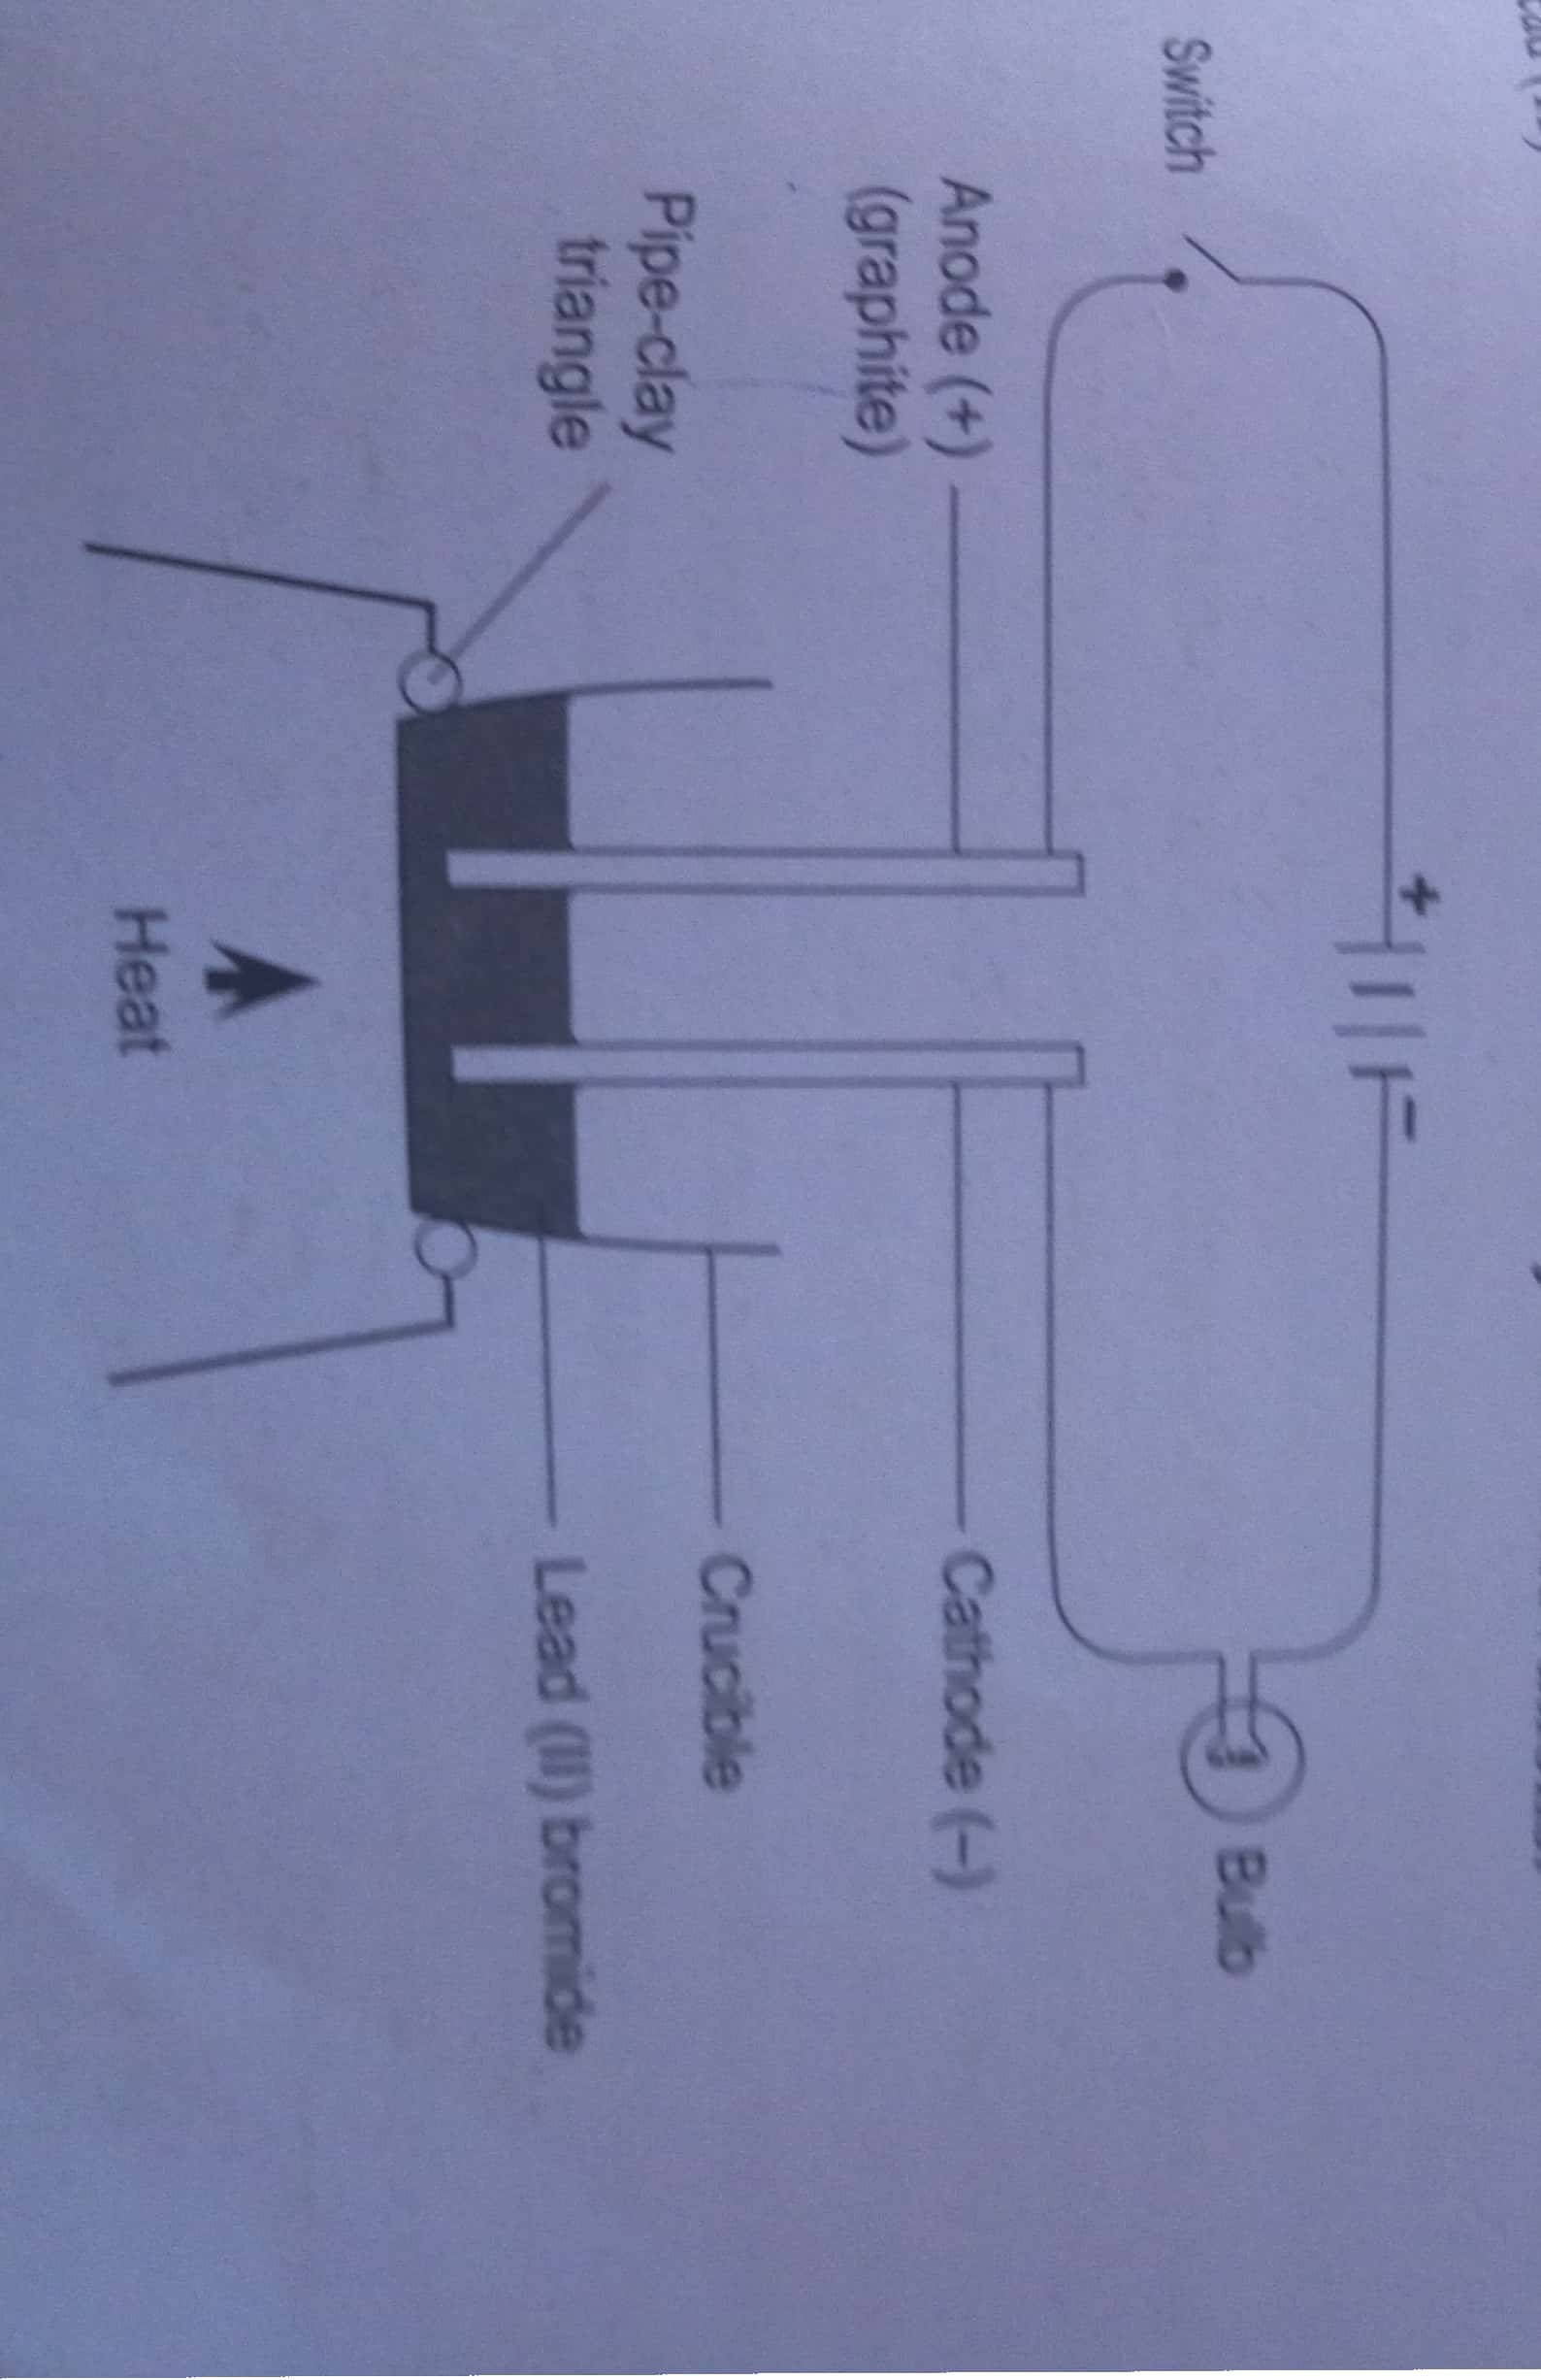 + −
Switch
Bulb
Anode (+)
(graphite)
Cathode (−)
Pipe-clay
triangle
Crucible
Lead (II) bromide
Heat